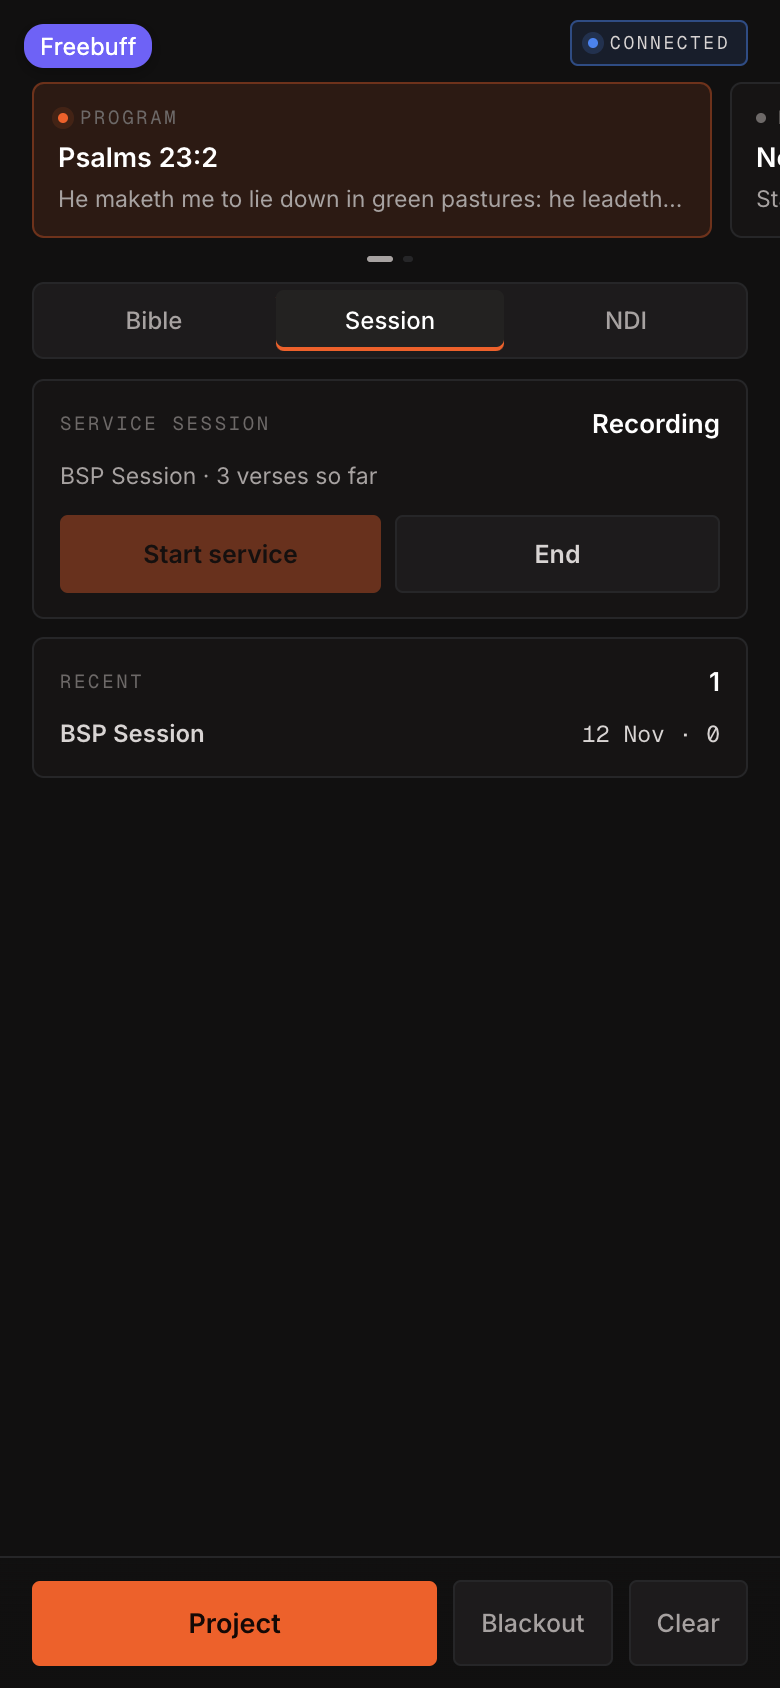 Freebuff
CONNECTED
PROGRAM
Psalms 23:2
He maketh me to lie down in green pastures: he leadeth...
Bible
Session
NDI
SERVICE SESSION
Recording
BSP Session · 3 verses so far
Start service
End
RECENT
1
BSP Session
12 Nov · 0
Project
Blackout
Clear